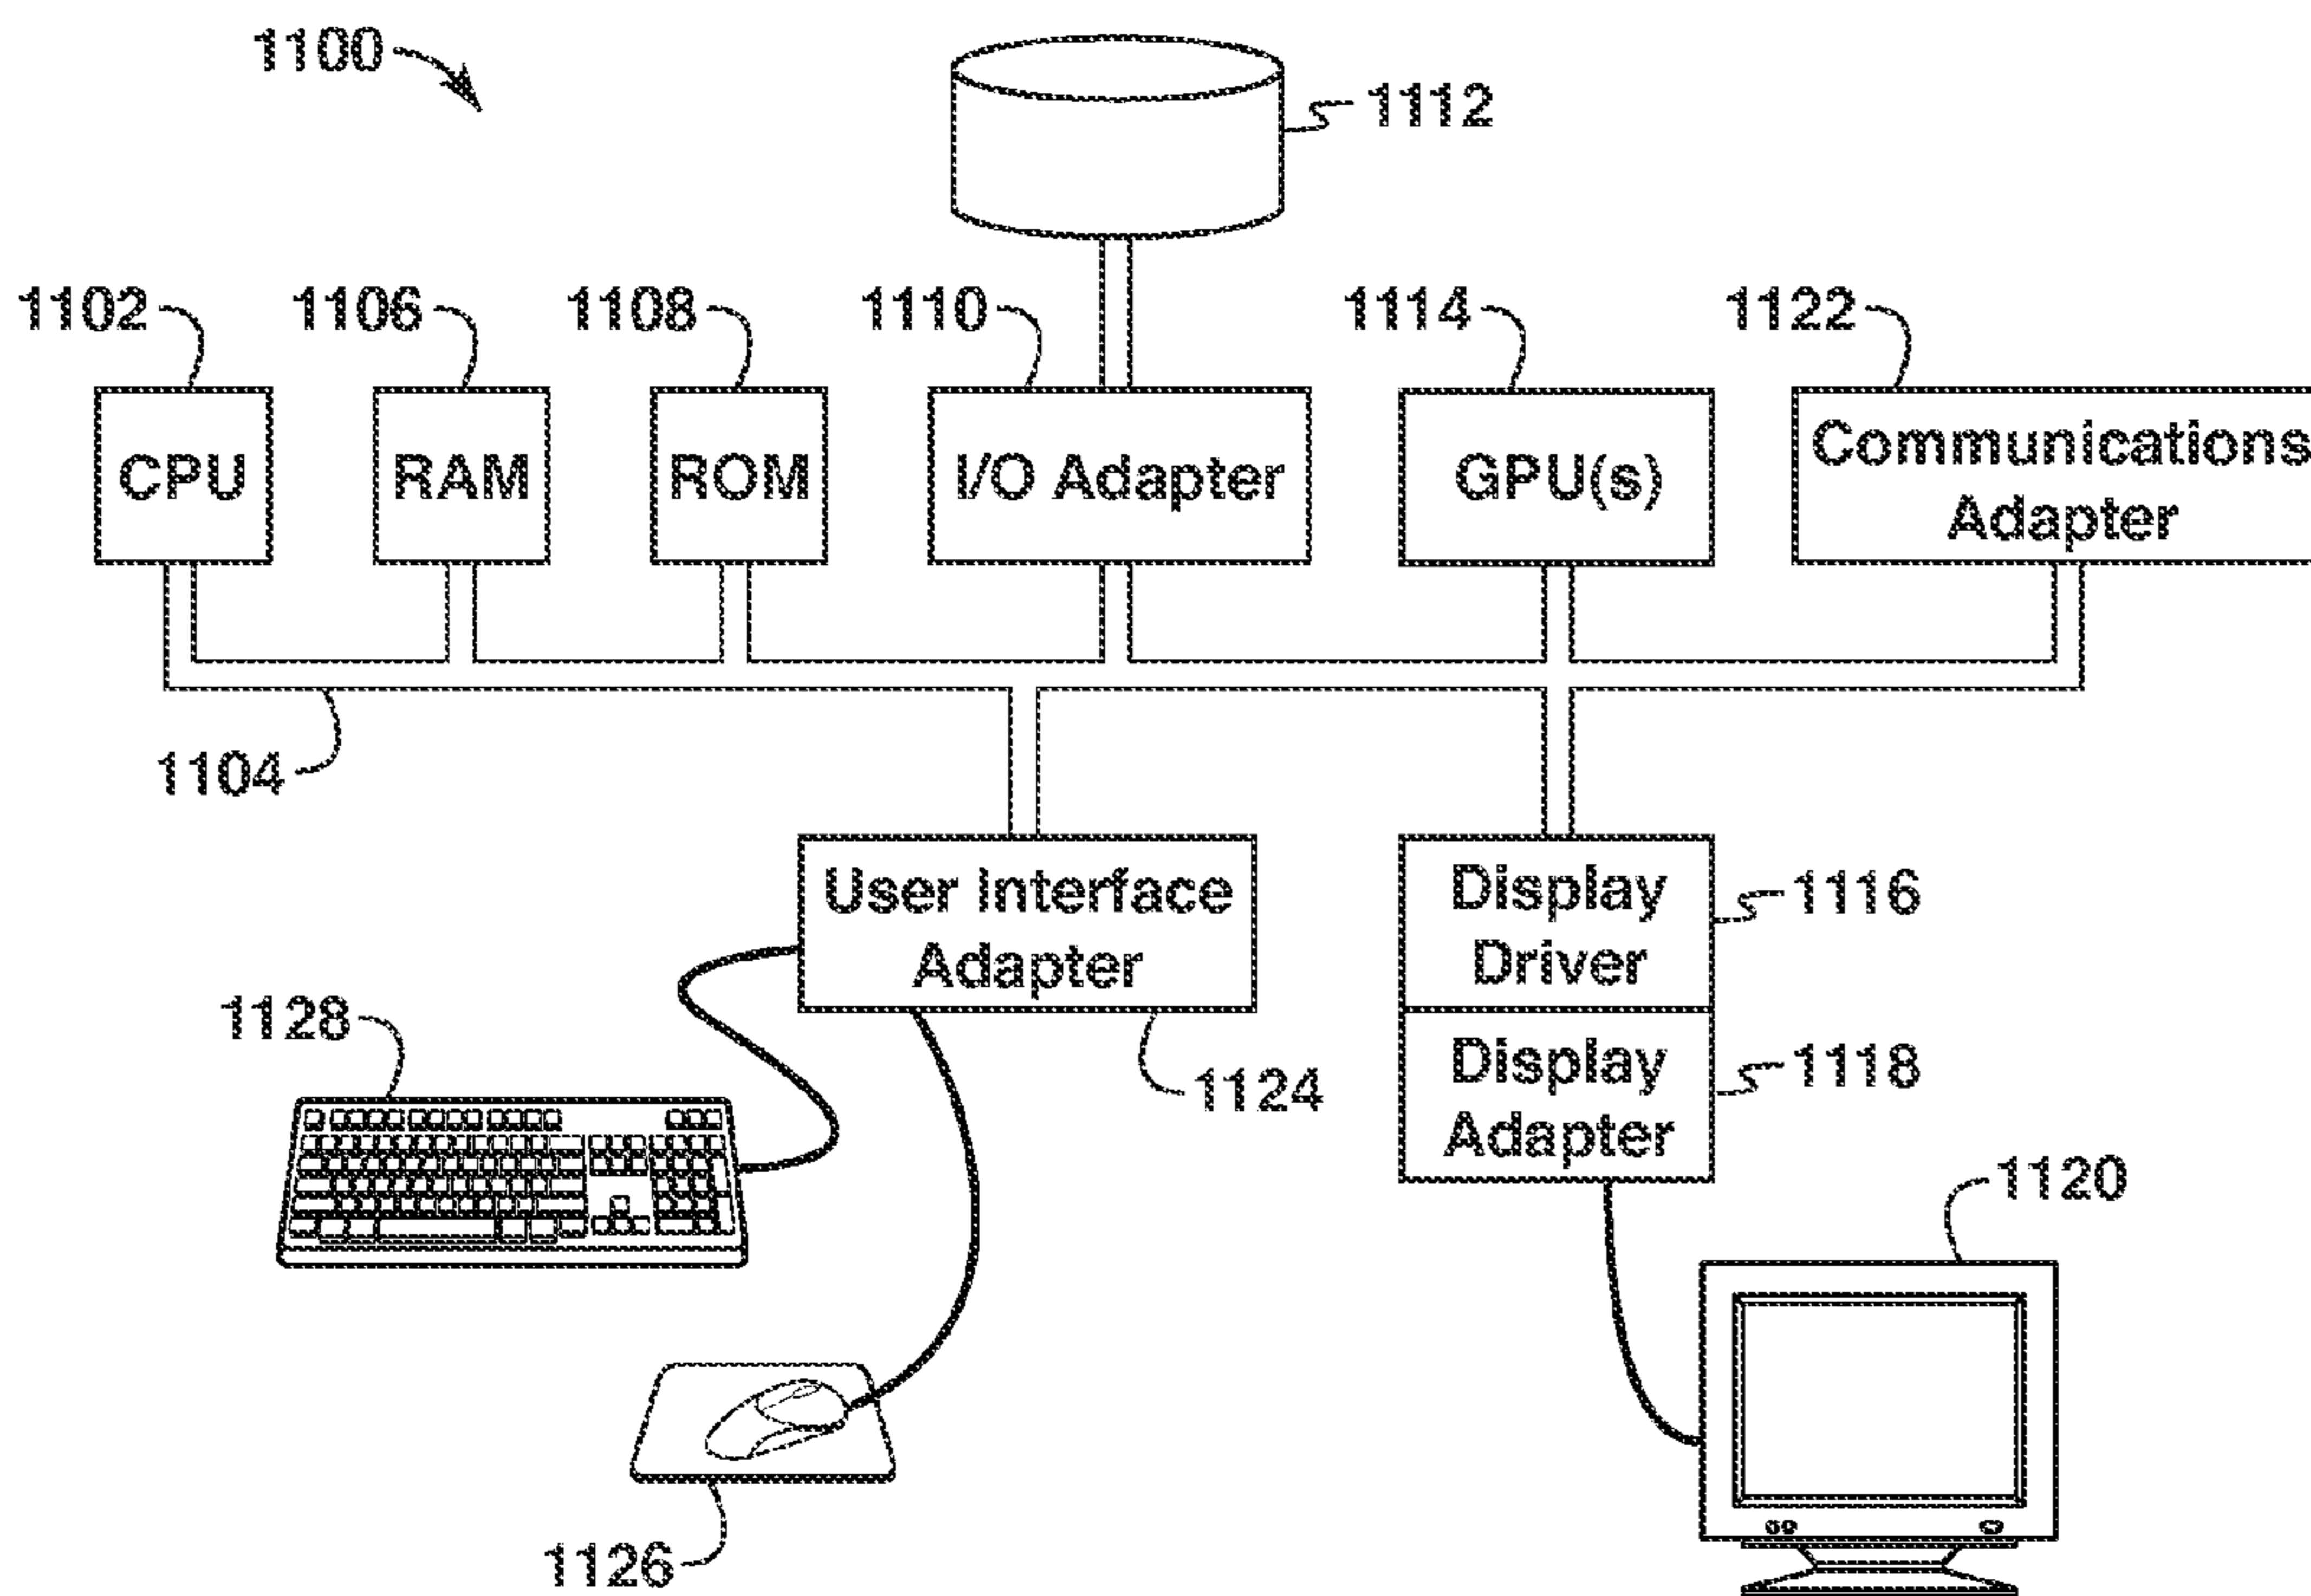 1100
1112
1102
1106
1108
1110
1114
1122
CPU
RAM
ROM
I/O Adapter
GPU(s)
Communications
Adapter
1104
User Interface
Adapter
Display
Driver
1116
1128
1124
Display
Adapter
1118
1120
1126